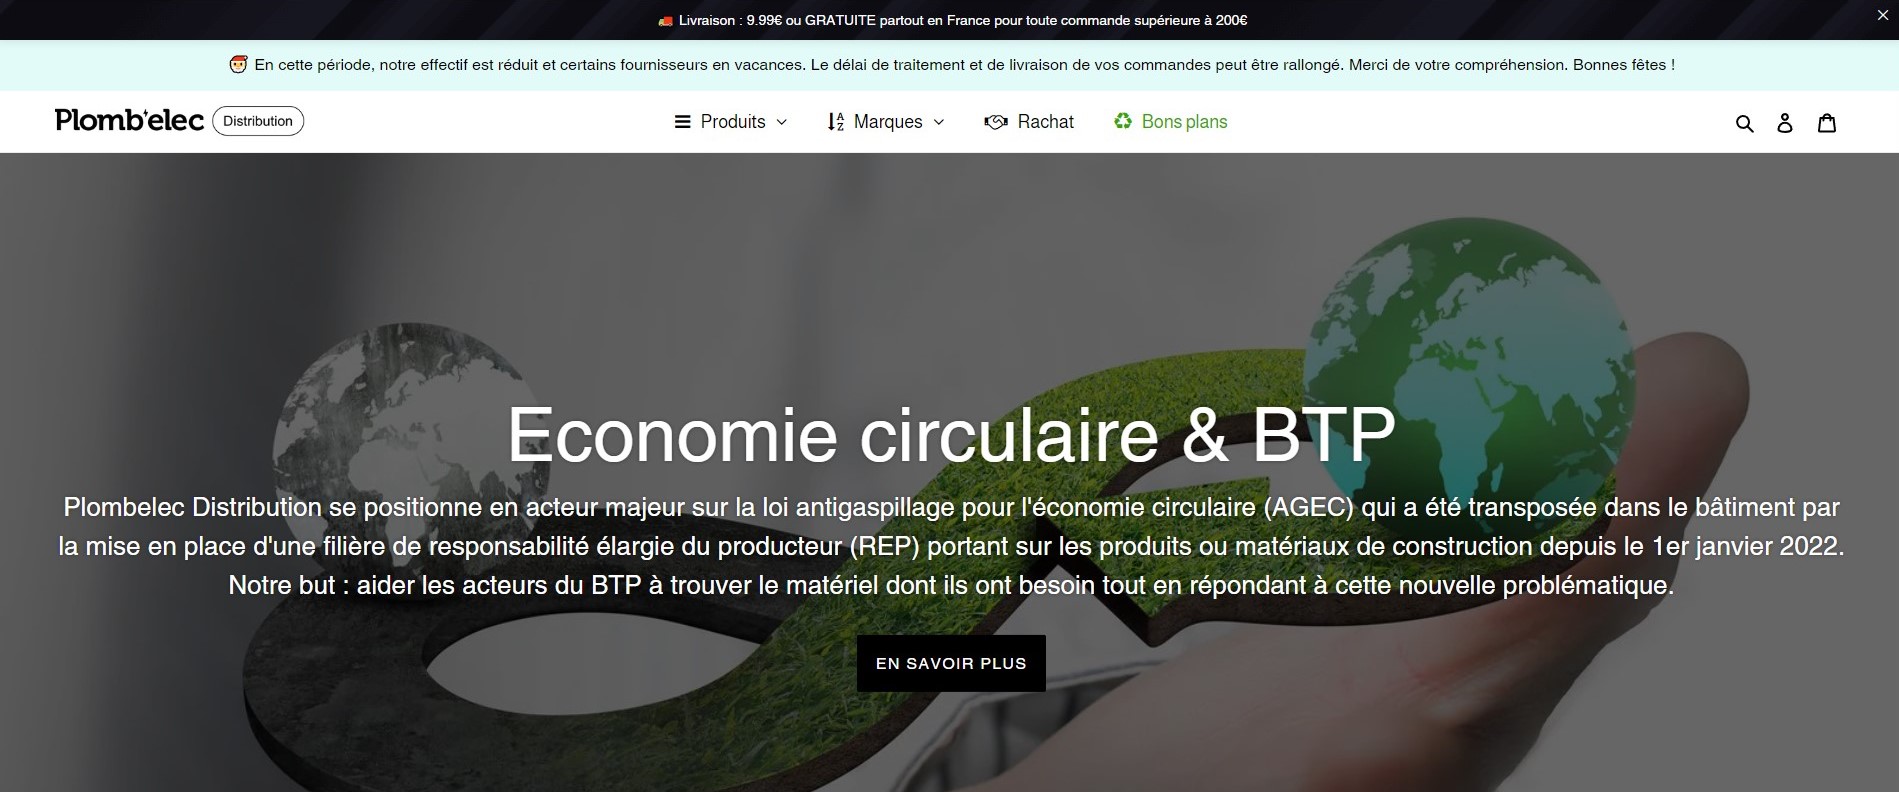 Livraison : 9.99€ ou GRATUITE partout en France pour toute commande supérieure à 200€
En cette période, notre effectif est réduit et certains fournisseurs en vacances. Le délai de traitement et de livraison de vos commandes peut être rallongé. Merci de votre compréhension. Bonnes fêtes !
Plomb'elec Distribution
Produits Marques Rachat Bons plans
Economie circulaire & BTP
Plombelec Distribution se positionne en acteur majeur sur la loi antigaspillage pour l'économie circulaire (AGEC) qui a été transposée dans le bâtiment par
la mise en place d'une filière de responsabilité élargie du producteur (REP) portant sur les produits ou matériaux de construction depuis le 1er janvier 2022.
Notre but : aider les acteurs du BTP à trouver le matériel dont ils ont besoin tout en répondant à cette nouvelle problématique.
EN SAVOIR PLUS